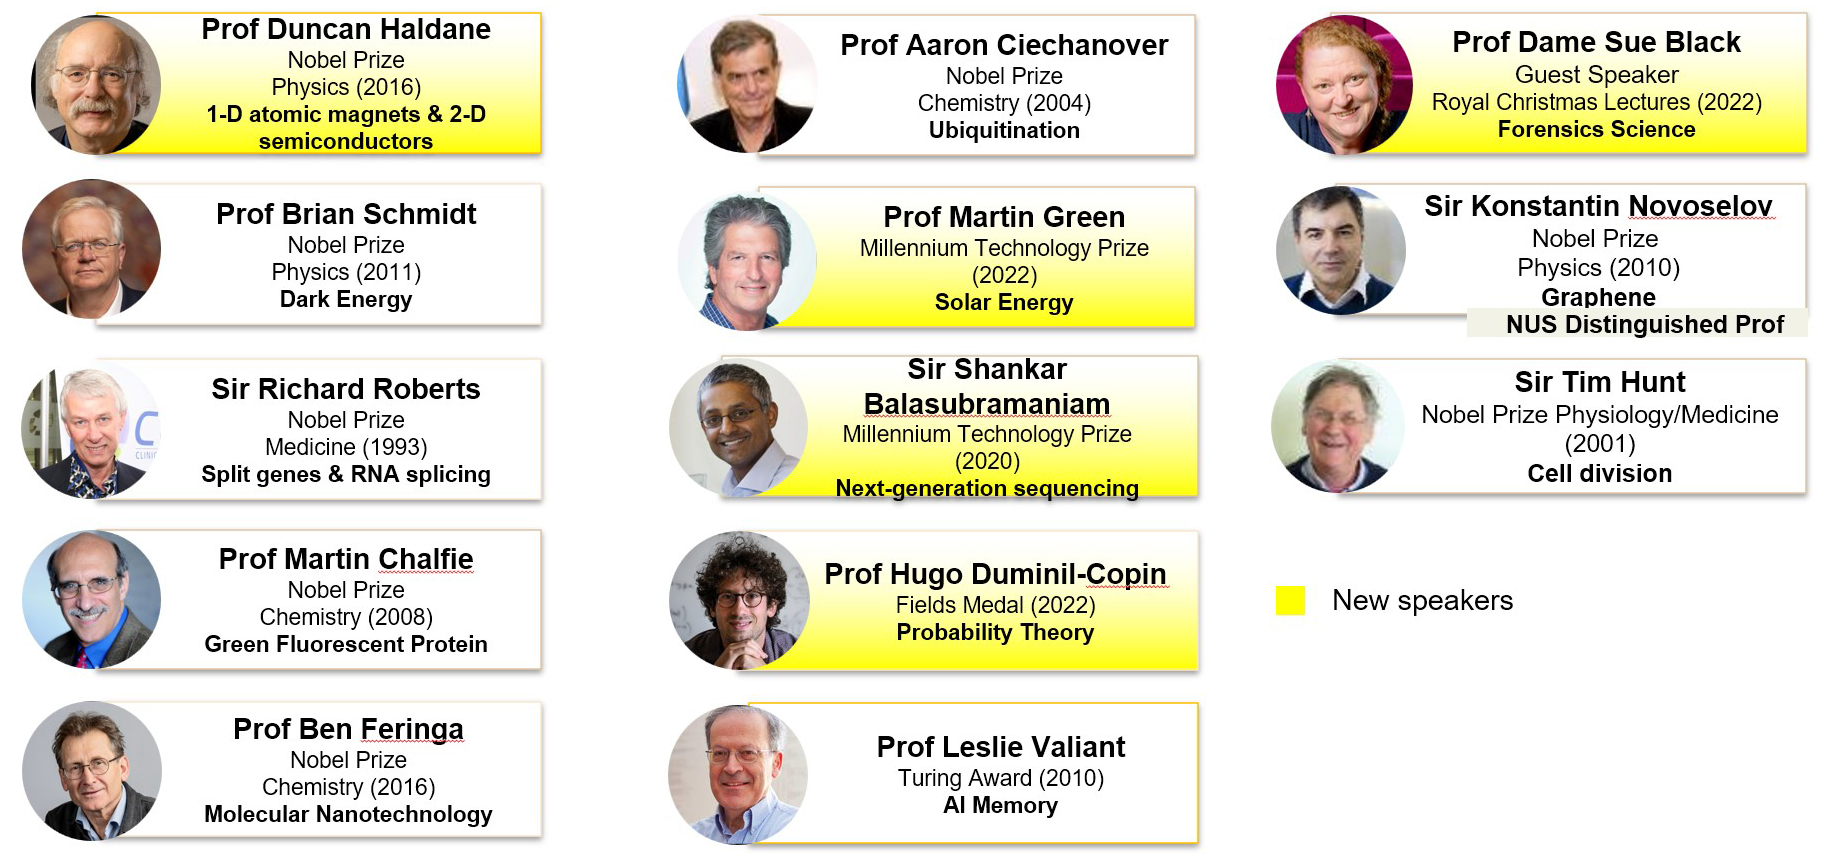 Prof Duncan Haldane
Nobel Prize
Physics (2016)
1-D atomic magnets & 2-D
semiconductors
Prof Brian Schmidt
Nobel Prize
Physics (2011)
Dark Energy
Sir Richard Roberts
Nobel Prize
Medicine (1993)
Split genes & RNA splicing
Prof Martin Chalfie
Nobel Prize
Chemistry (2008)
Green Fluorescent Protein
Prof Ben Feringa
Nobel Prize
Chemistry (2016)
Molecular Nanotechnology
Prof Aaron Ciechanover
Nobel Prize
Chemistry (2004)
Ubiquitination
Prof Martin Green
Millennium Technology Prize
(2022)
Solar Energy
Sir Shankar
Balasubramaniam
Millennium Technology Prize
(2020)
Next-generation sequencing
Prof Hugo Duminil-Copin
Fields Medal (2022)
Probability Theory
Prof Leslie Valiant
Turing Award (2010)
AI Memory
Prof Dame Sue Black
Guest Speaker
Royal Christmas Lectures (2022)
Forensics Science
Sir Konstantin Novoselov
Nobel Prize
Physics (2010)
Graphene
NUS Distinguished Prof
Sir Tim Hunt
Nobel Prize Physiology/Medicine
(2001)
Cell division
New speakers